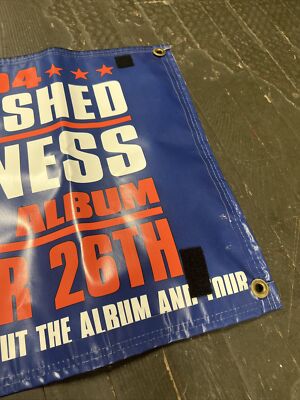 04 ★★★
SHED
NESS
ALBUM
R 26TH
UT THE ALBUM AND TOUR